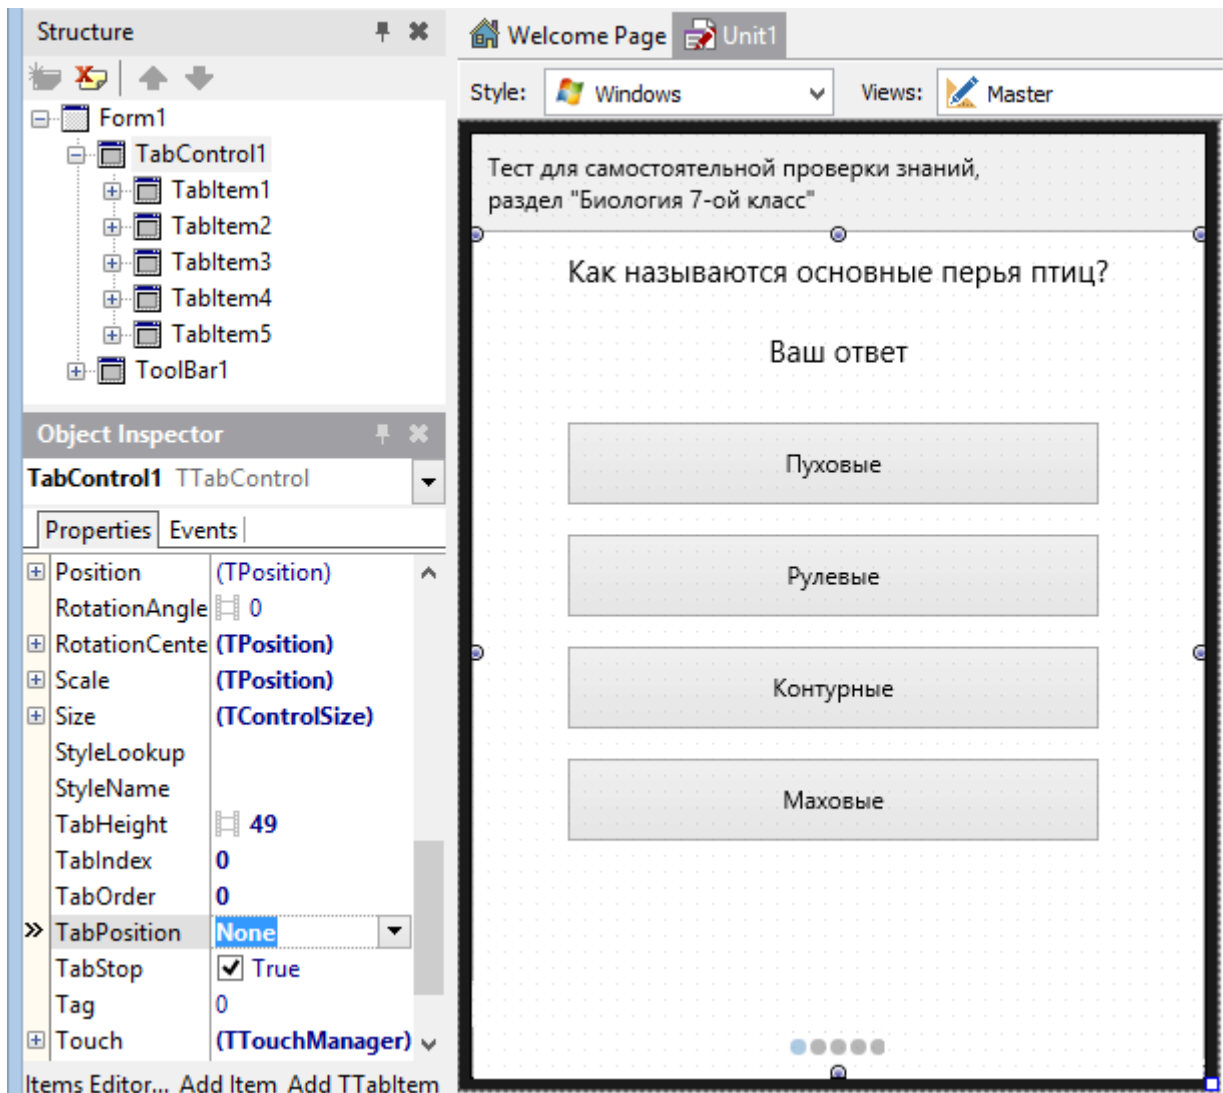 Structure
Form1
TabControl1
TabItem1
TabItem2
TabItem3
TabItem4
TabItem5
ToolBar1
Object Inspector
TabControl1 TTabControl
Properties Events
Position (TPosition)
RotationAngle 0
RotationCente (TPosition)
Scale (TPosition)
Size (TControlSize)
StyleLookup
StyleName
TabHeight 49
TabIndex 0
TabOrder 0
TabPosition None
TabStop True
Tag 0
Touch (TTouchManager)
Items Editor... Add Item Add TTabItem
Welcome Page Unit1
Style: Windows Views: Master
Тест для самостоятельной проверки знаний,
раздел "Биология 7-ой класс"
Как называются основные перья птиц?
Ваш ответ
Пуховые
Рулевые
Контурные
Маховые